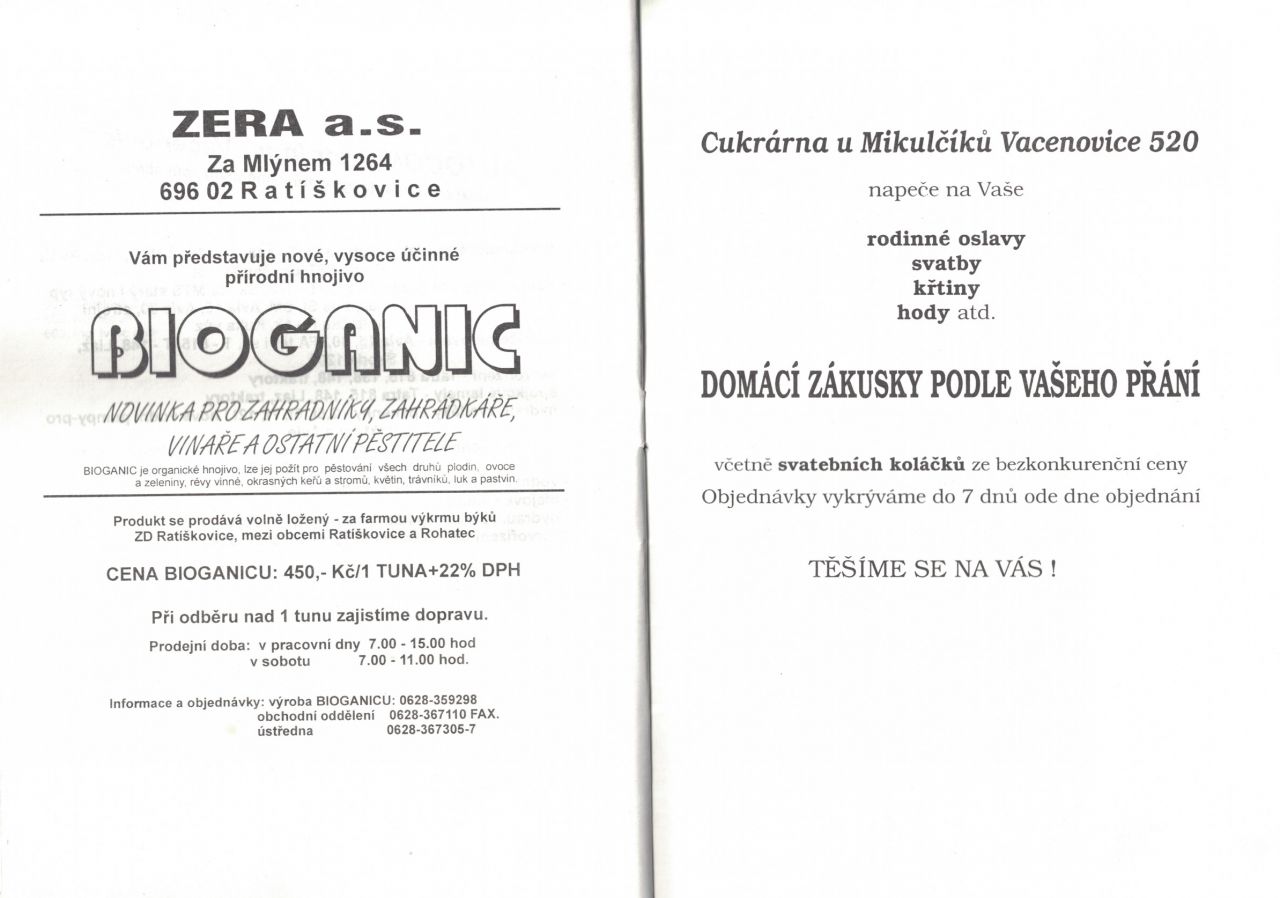 ZERA a.s.
Za Mlýnem 1264
696 02 Ratíškovice
Vám představuje nové, vysoce účinné
přírodní hnojivo
BIOGANIC
NOVINKA PRO ZAHRADNÍKY, ZAHRÁDKÁŘE,
VINAŘE A OSTATNÍ PĚSTITELE
BIOGANIC je organické hnojivo, lze jej požít pro pěstování všech druhů plodin, ovoce
a zeleniny, révy vinné, okrasných keřů a stromů, květin, trávníků, luk a pastvin.
Produkt se prodává volně ložený - za farmou výkrmu býků
ZD Ratíškovice, mezi obcemi Ratíškovice a Rohatec
CENA BIOGANICU: 450,- Kč/1 TUNA+22% DPH
Při odběru nad 1 tunu zajistíme dopravu.
Prodejní doba: v pracovní dny 7.00 - 15.00 hod
v sobotu 7.00 - 11.00 hod.
Informace a objednávky: výroba BIOGANICU: 0628-359298
obchodní oddělení 0628-367110 FAX.
ústředna 0628-367305-7
Cukrárna u Mikulčíků Vacenovice 520
napeče na Vaše
rodinné oslavy
svatby
křtiny
hody atd.
DOMÁCÍ ZÁKUSKY PODLE VAŠEHO PŘÁNÍ
včetně svatebních koláčků ze bezkonkurenční ceny
Objednávky vykrýváme do 7 dnů ode dne objednání
TĚŠÍME SE NA VÁS !